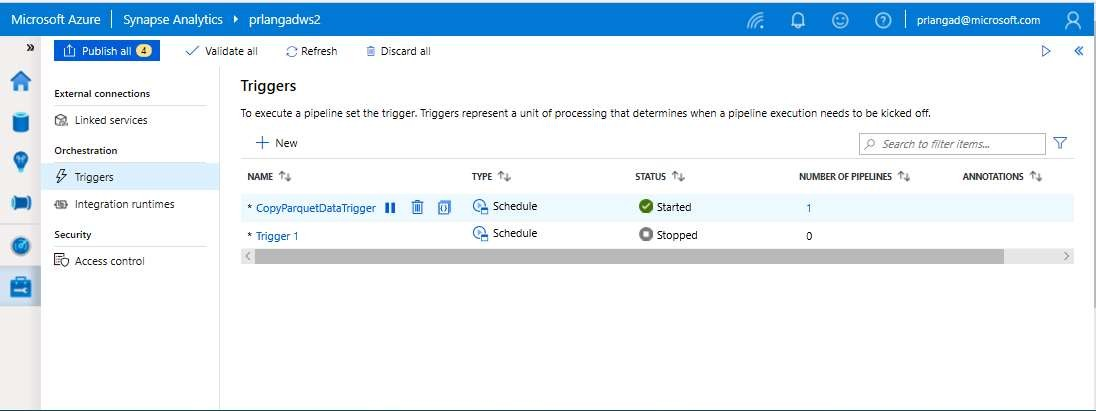 Microsoft Azure | Synapse Analytics ▸ prlangadws2 prlangad@microsoft.com
» Publish all 4 Validate all Refresh Discard all «
External connections
Linked services
Orchestration
Triggers
Integration runtimes
Security
Access control
Triggers
To execute a pipeline set the trigger. Triggers represent a unit of processing that determines when a pipeline execution needs to be kicked off.
+ New Search to filter items...
NAME ↑↓ TYPE ↑↓ STATUS ↑↓ NUMBER OF PIPELINES ↑↓ ANNOTATIONS ↑↓
* CopyParquetDataTrigger Schedule Started 1
* Trigger 1 Schedule Stopped 0